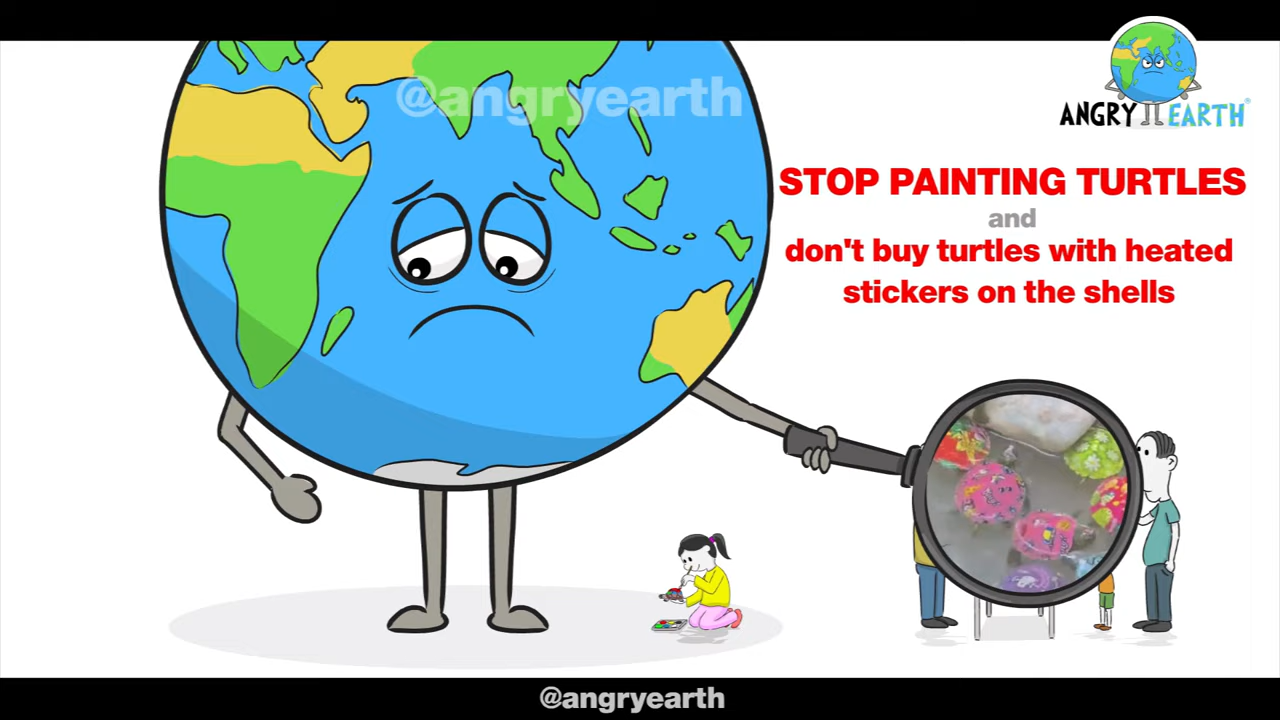 @angryearth
ANGRY EARTH®
STOP PAINTING TURTLES
and
don't buy turtles with heated
stickers on the shells
@angryearth